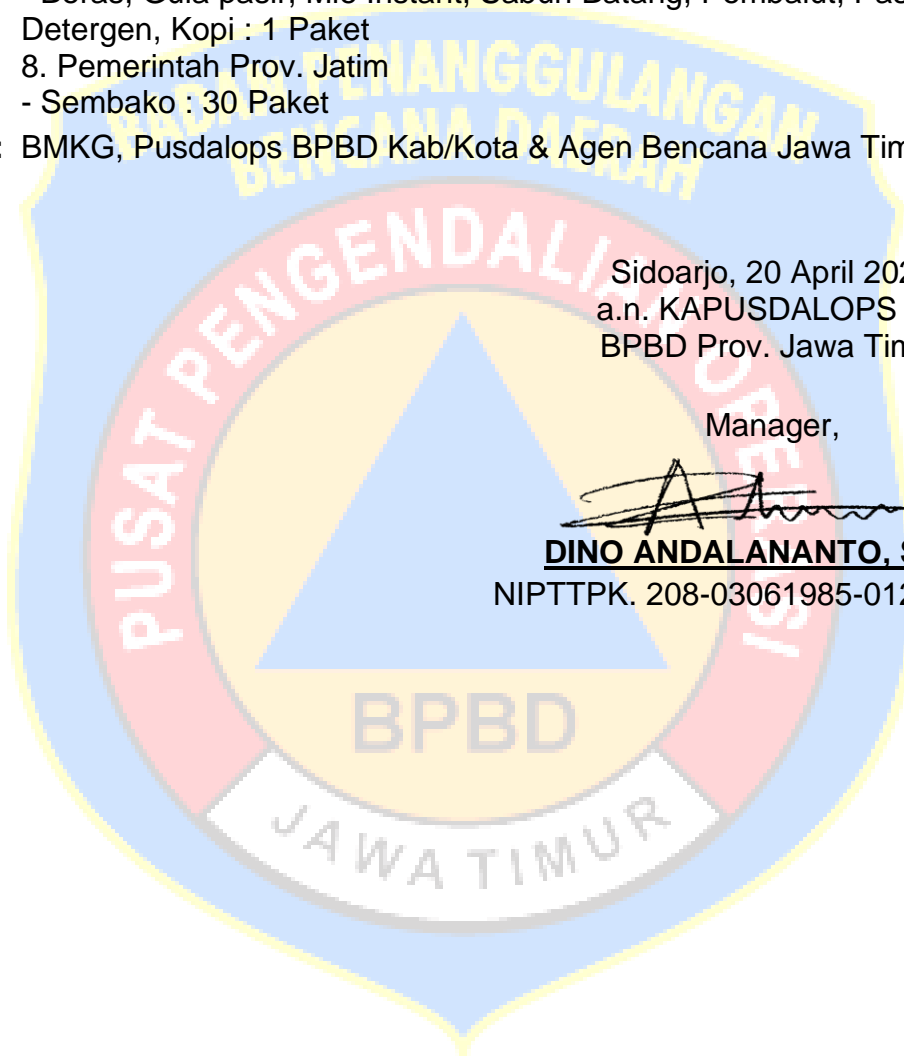 Detergen, Kopi : 1 Paket
8. Pemerintah Prov. Jatim
- Sembako : 30 Paket
: BMKG, Pusdalops BPBD Kab/Kota & Agen Bencana Jawa Tim
BADAN PENANGGULANGAN
BENCANA DAERAH
PUSAT PENGENDALIAN OPERASI
Sidoarjo, 20 April 202
a.n. KAPUSDALOPS
BPBD Prov. Jawa Tim
Manager,
DINO ANDALANANTO, S
NIPTTPK. 208-03061985-012
BPBD
JAWA TIMUR